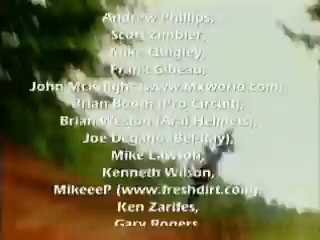 Andrew Phillips,
Scott Zimbler,
Mike Quigley,
Frank Gibeau,
John McKnight (www.Mxworld.com),
Brian Booth (Pro Circuit),
Brian Weston (Arai Helmets),
Joe Degano (BelRay),
Mike Lawson,
Kenneth Wilson,
MikeeeP (www.freshdirt.com),
Ken Zarifes,
Gary Rogers